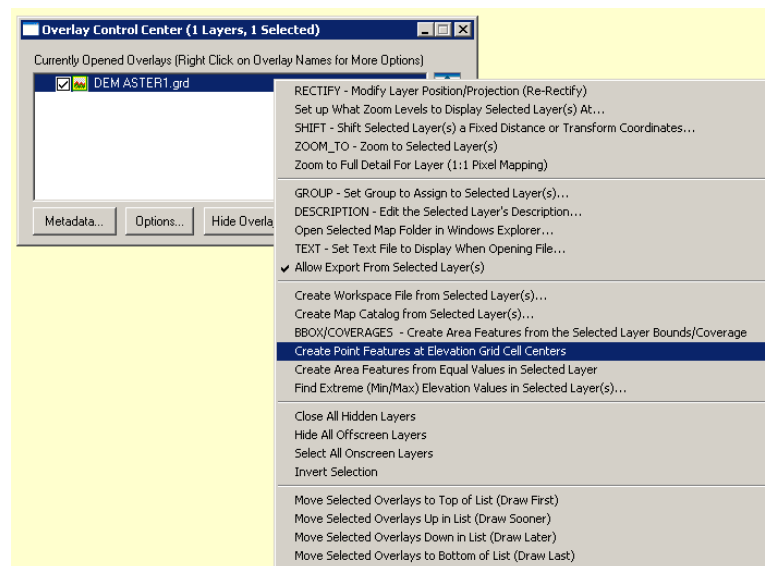 Overlay Control Center (1 Layers, 1 Selected)
Currently Opened Overlays (Right Click on Overlay Names for More Options)
DEM ASTER1.grd
Metadata...
Options...
Hide Overla
RECTIFY - Modify Layer Position/Projection (Re-Rectify)
Set up What Zoom Levels to Display Selected Layer(s) At...
SHIFT - Shift Selected Layer(s) a Fixed Distance or Transform Coordinates...
ZOOM_TO - Zoom to Selected Layer(s)
Zoom to Full Detail For Layer (1:1 Pixel Mapping)
GROUP - Set Group to Assign to Selected Layer(s)...
DESCRIPTION - Edit the Selected Layer's Description...
Open Selected Map Folder in Windows Explorer...
TEXT - Set Text File to Display When Opening File...
Allow Export From Selected Layer(s)
Create Workspace File from Selected Layer(s)...
Create Map Catalog from Selected Layer(s)...
BBOX/COVERAGES - Create Area Features from the Selected Layer Bounds/Coverage
Create Point Features at Elevation Grid Cell Centers
Create Area Features from Equal Values in Selected Layer
Find Extreme (Min/Max) Elevation Values in Selected Layer(s)...
Close All Hidden Layers
Hide All Offscreen Layers
Select All Onscreen Layers
Invert Selection
Move Selected Overlays to Top of List (Draw First)
Move Selected Overlays Up in List (Draw Sooner)
Move Selected Overlays Down in List (Draw Later)
Move Selected Overlays to Bottom of List (Draw Last)